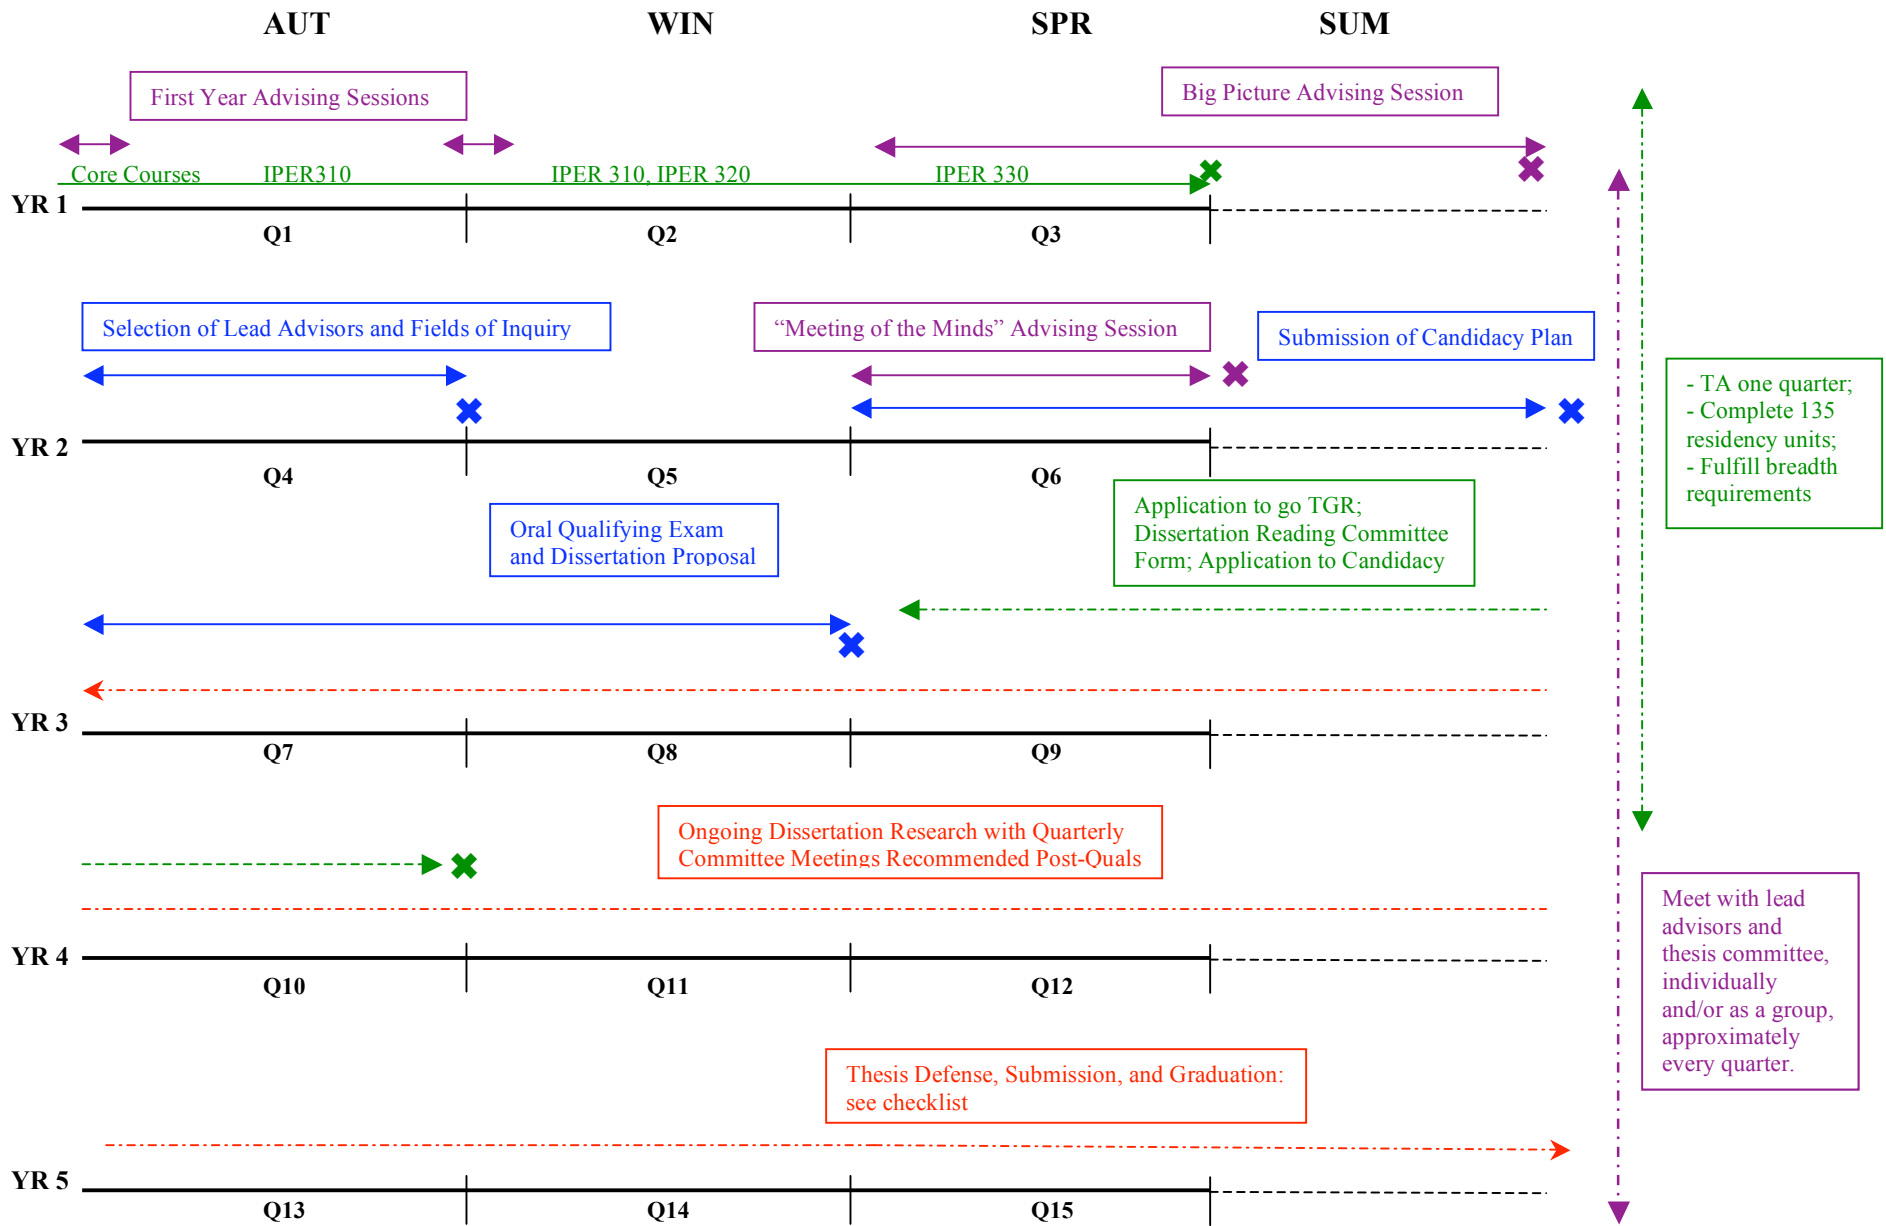 AUT WIN SPR SUM
First Year Advising Sessions
Big Picture Advising Session
Core Courses IPER310 IPER 310, IPER 320 IPER 330
YR 1
Q1 Q2 Q3
Selection of Lead Advisors and Fields of Inquiry
“Meeting of the Minds” Advising Session
Submission of Candidacy Plan
YR 2
Q4 Q5 Q6
- TA one quarter;
- Complete 135
residency units;
- Fulfill breadth
requirements
Oral Qualifying Exam
and Dissertation Proposal
Application to go TGR;
Dissertation Reading Committee
Form; Application to Candidacy
YR 3
Q7 Q8 Q9
Ongoing Dissertation Research with Quarterly
Committee Meetings Recommended Post-Quals
YR 4
Q10 Q11 Q12
Meet with lead
advisors and
thesis committee,
individually
and/or as a group,
approximately
every quarter.
Thesis Defense, Submission, and Graduation:
see checklist
YR 5
Q13 Q14 Q15